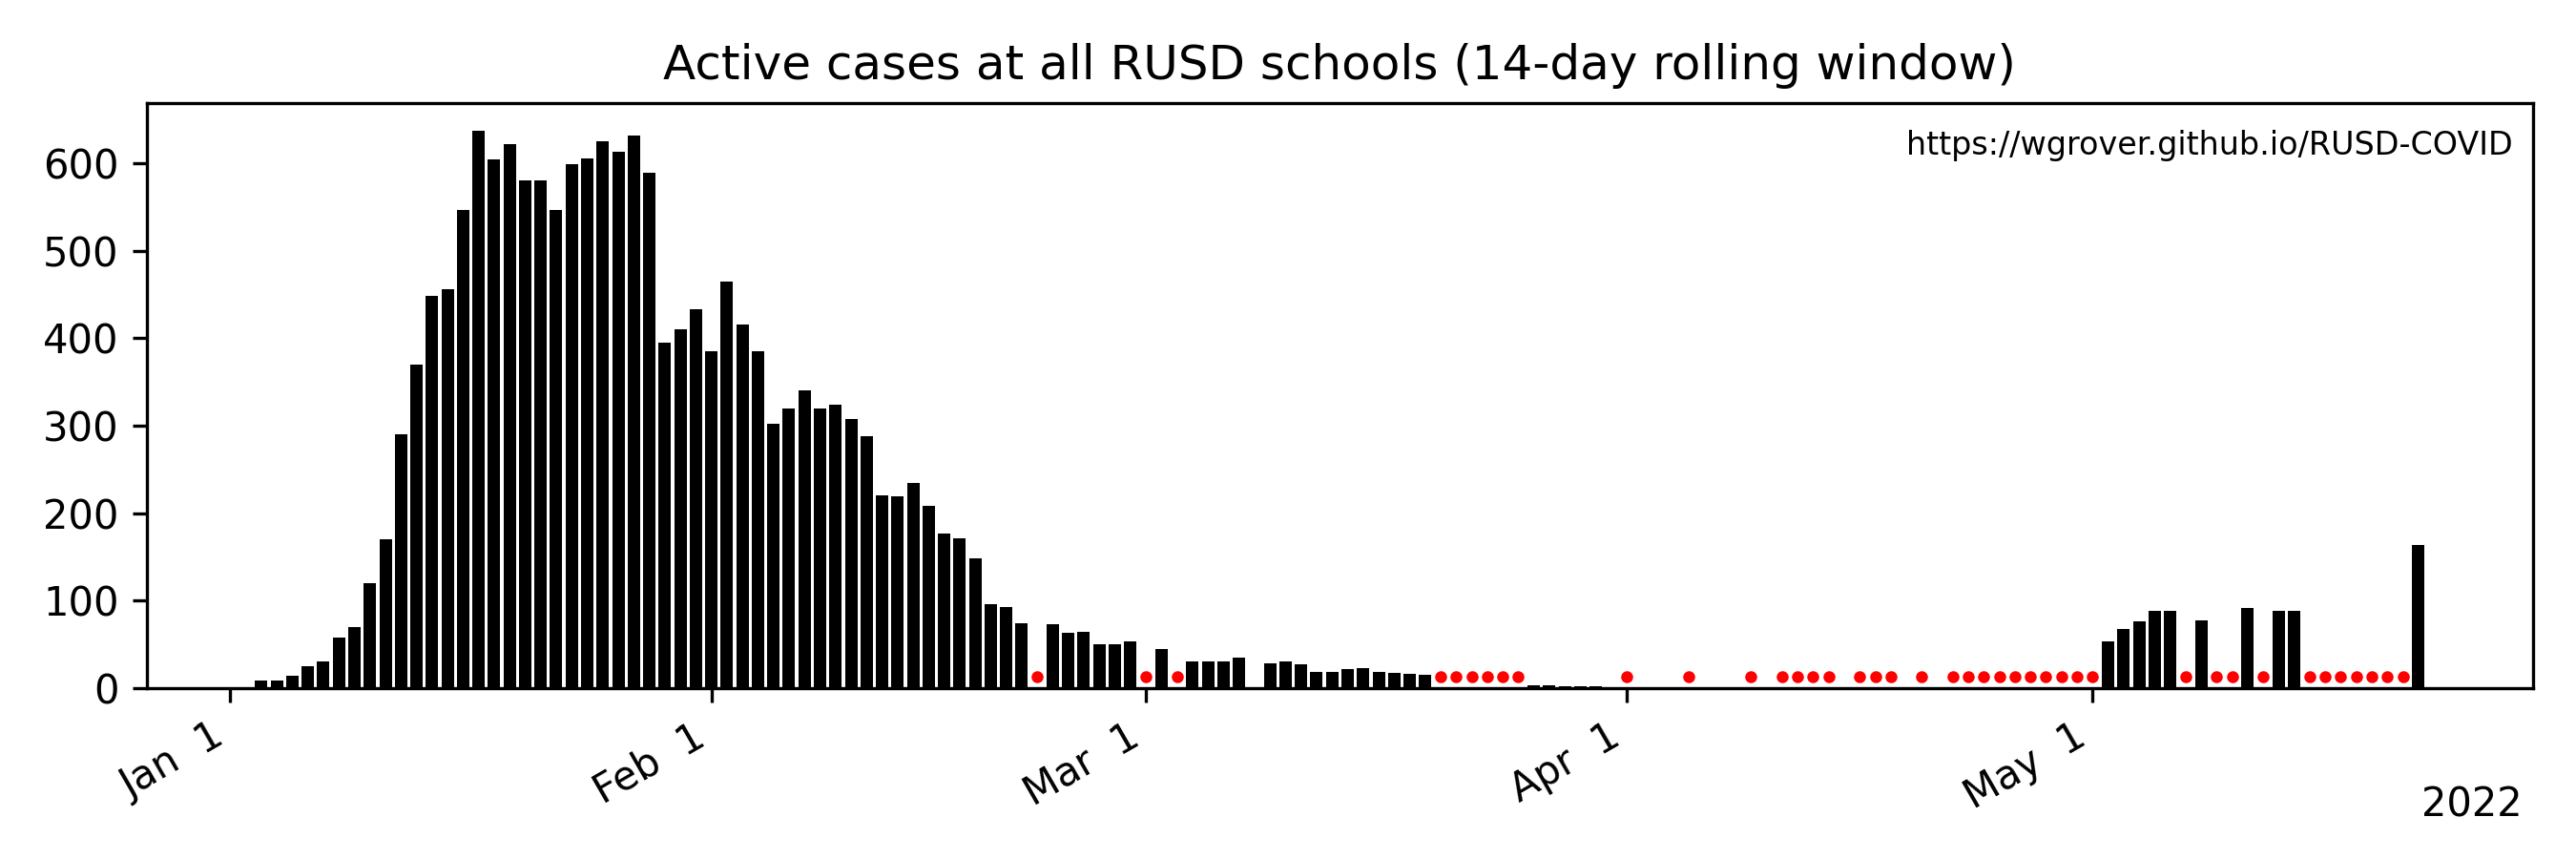 Active cases at all RUSD schools (14-day rolling window)
https://wgrover.github.io/RUSD-COVID
600
500
400
300
200
100
0
Jan 1
Feb 1
Mar 1
Apr 1
May 1
2022